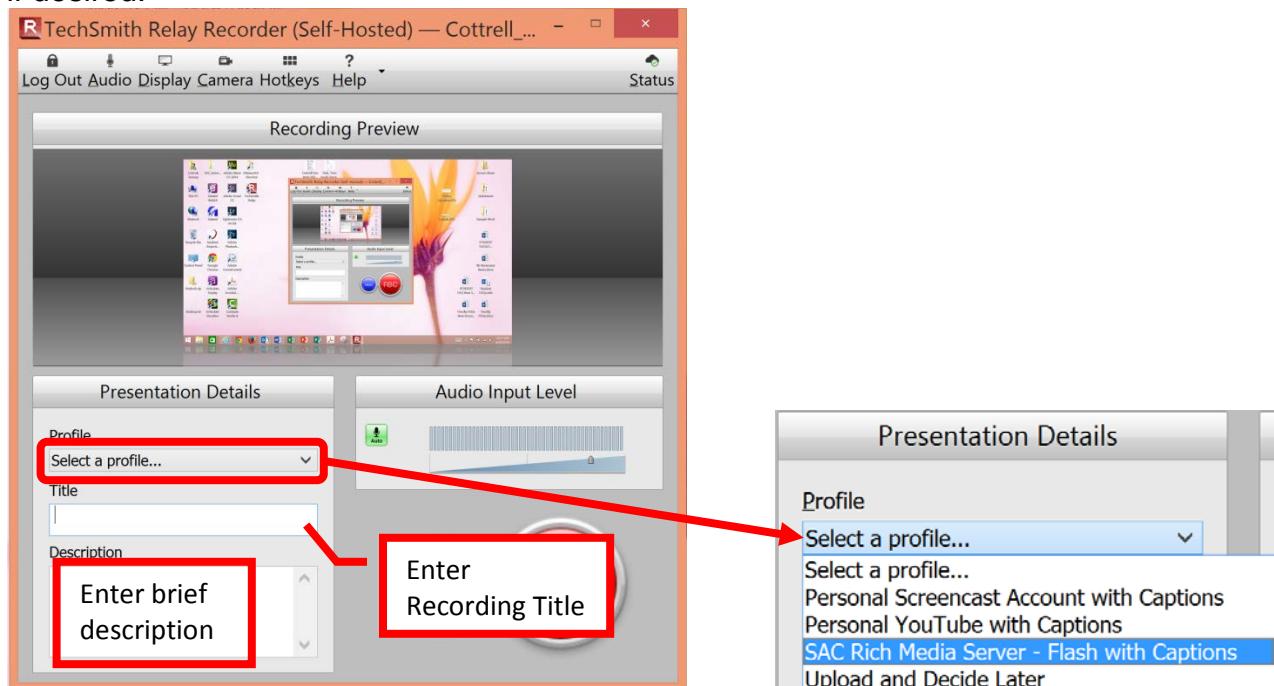 if desired.
TechSmith Relay Recorder (Self-Hosted) — Cottrell_...
Log Out Audio Display Camera Hotkeys Help Status
Recording Preview
Presentation Details
Audio Input Level
Profile
Auto
Select a profile...
Title
Description
Enter brief
description
Enter
Recording Title
Presentation Details
Profile
Select a profile...
Select a profile...
Personal Screencast Account with Captions
Personal YouTube with Captions
SAC Rich Media Server - Flash with Captions
Upload and Decide Later